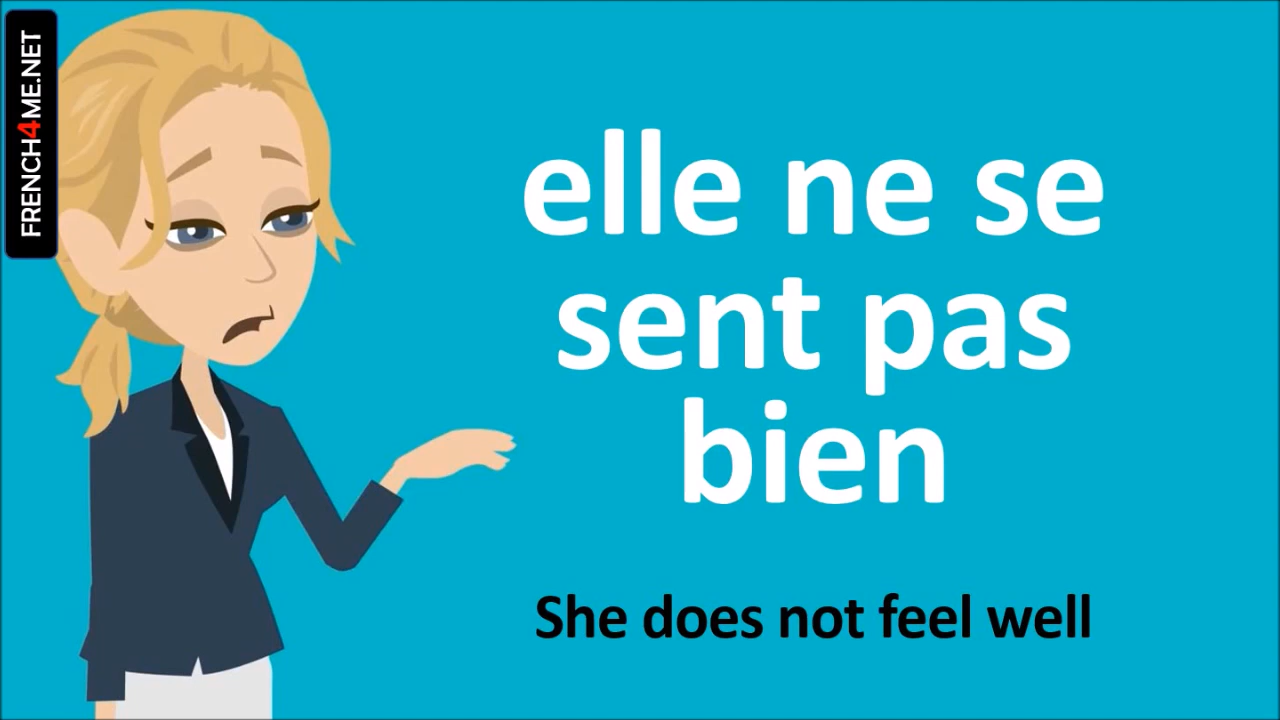 FRENCH4ME.NET
elle ne se
sent pas
bien
She does not feel well